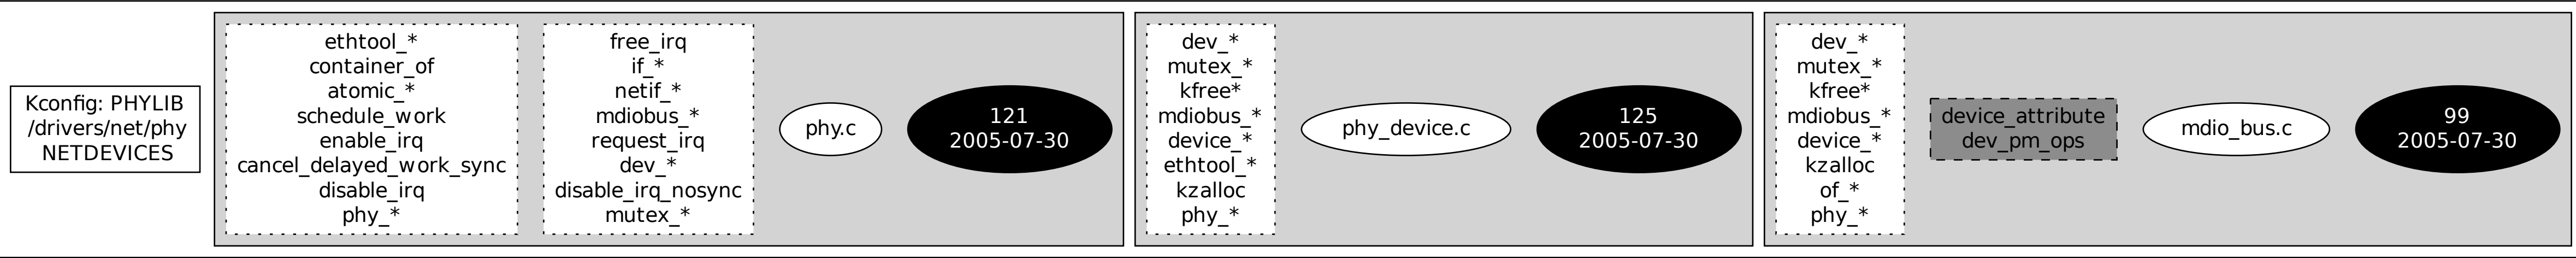 Kconfig: PHYLIB
/drivers/net/phy
NETDEVICES
ethtool_*
container_of
atomic_*
schedule_work
enable_irq
cancel_delayed_work_sync
disable_irq
phy_*
free_irq
if_*
netif_*
mdiobus_*
request_irq
dev_*
disable_irq_nosync
mutex_*
phy.c
121
2005-07-30
dev_*
mutex_*
kfree*
mdiobus_*
device_*
ethtool_*
kzalloc
phy_*
phy_device.c
125
2005-07-30
dev_*
mutex_*
kfree*
mdiobus_*
device_*
kzalloc
of_*
phy_*
device_attribute
dev_pm_ops
mdio_bus.c
99
2005-07-30